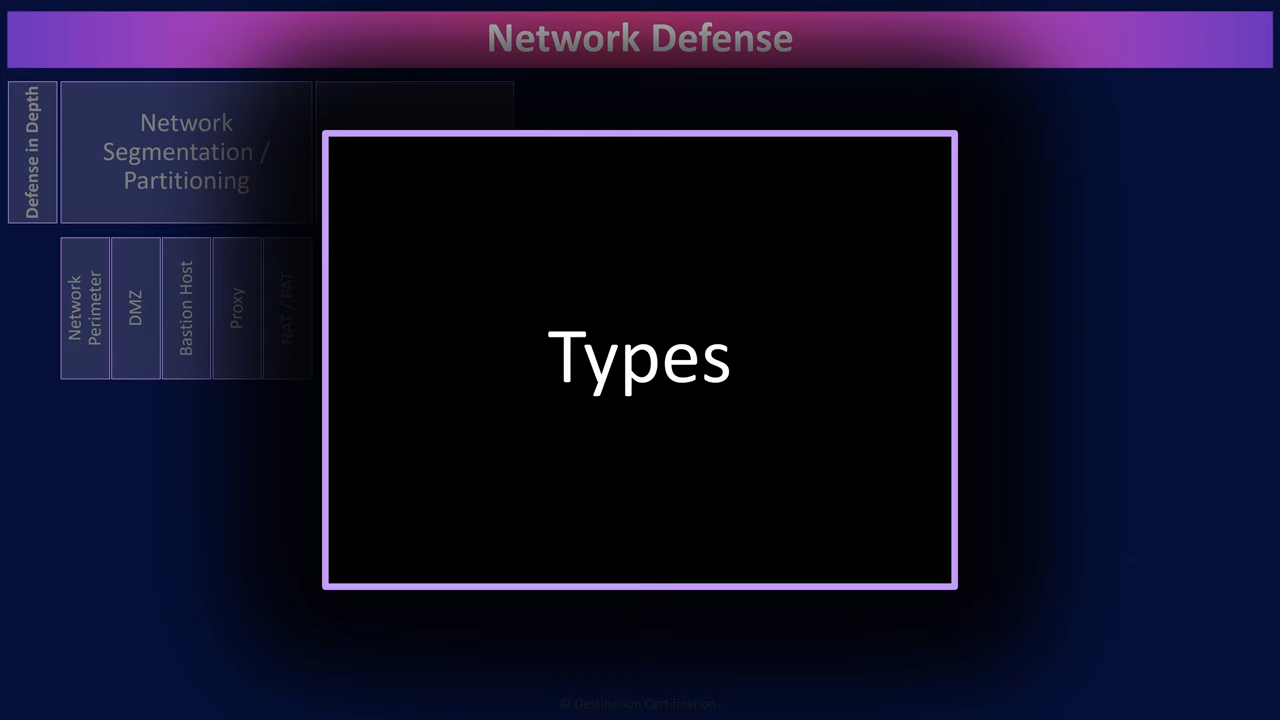 Network Defense
Defense in Depth
Network
Segmentation /
Partitioning
Network
Perimeter
DMZ
Bastion Host
Proxy
NAT / PAT
Types
© Destination Certification